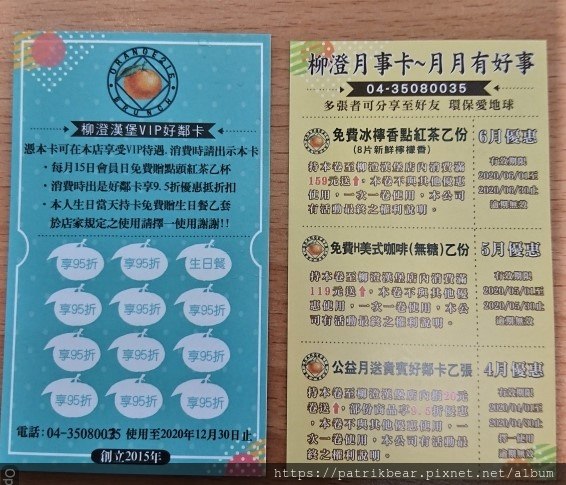 ORANGE215
BRUNCH
柳澄漢堡VIP好鄰卡
憑本卡可在本店享受VIP待遇,消費時請出示本卡
・每月15日會員日免費贈點頭紅茶乙杯
・消費時出是好鄰卡享9.5折優惠抵折扣
・本人生日當天持卡免費贈生日餐乙套
於店家規定之使用請擇一使用謝謝!!
享95折 享95折 生日餐
享95折 享95折 享95折
享95折 享95折 享95折
享95折 享95折 享95折
使用至2020年12月30日止
創立2015年
柳澄月事卡~月月有好事
04-35080035
多張者可分享至好友 環保愛地球
免費冰檸香點紅茶乙份
(B片新鮮檸檬香)
持本卷至柳澄漢堡店內消費滿
159元送⬆,本卷不與其他優惠
使用,一次一卷使用,本公司
有活動最終之權利說明。
6月優惠
有效期限
2020/06/01至
2020/06/30止
逾期無效
免費H美式咖啡(無糖)乙份
持本卷至柳澄漢堡店內消費滿
119元送⬆,本卷不與其他優
惠使用,一次一卷使用,本公
司有活動最終之權利說明。
5月優惠
有效期限
2020/05/01至
2020/05/30止
逾期無效
公益月送貴賓好鄰卡乙張
持本卷至柳澄漢堡店內捐20元
卷送⬆,部份商品享9.5折優惠
,本卷不與其他優惠使用,一
次一卷使用,本公司有活動最
終之權利說明。
4月優惠
有效期限
2020/04/01至
2020/04/30止
擇一使用
逾期無效
https://patrikbear.pixnet.net/album